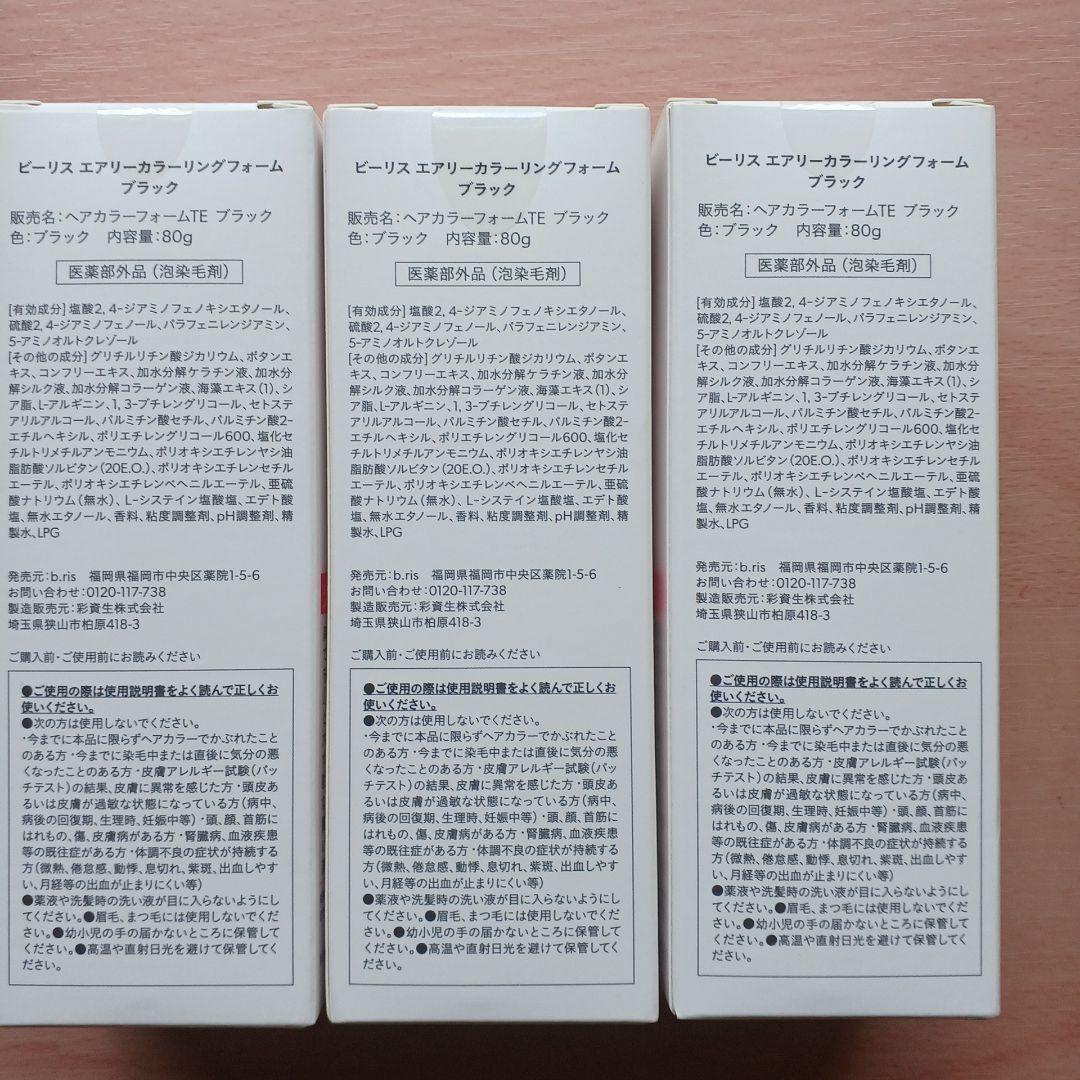 ビーリス エアリーカラーリングフォーム
ブラック
販売名：ヘアカラーフォームTE ブラック
色：ブラック 内容量：80g
医薬部外品（泡染毛剤）
[有効成分] 塩酸2, 4-ジアミノフェノキシエタノール、
硫酸2, 4-ジアミノフェノール、パラフェニレンジアミン、
5-アミノオルトクレゾール
[その他の成分] グリチルリチン酸ジカリウム、ボタンエ
キス、コンフリーエキス、加水分解ケラチン液、加水分
解シルク液、加水分解コラーゲン液、海藻エキス（1）、シ
ア脂、L-アルギニン、1, 3-ブチレングリコール、セトステ
アリルアルコール、パルミチン酸セチル、パルミチン酸2-
エチルヘキシル、ポリエチレングリコール600、塩化セ
チルトリメチルアンモニウム、ポリオキシエチレンヤシ油
脂肪酸ソルビタン（20E.O.）、ポリオキシエチレンセチル
エーテル、ポリオキシエチレンベヘニルエーテル、亜硫
酸ナトリウム（無水）、L-システイン塩酸塩、エデト酸
塩、無水エタノール、香料、粘度調整剤、pH調整剤、精
製水、LPG
発売元：b.ris 福岡県福岡市中央区薬院1-5-6
お問い合わせ：0120-117-738
製造販売元：彩資生株式会社
埼玉県狭山市柏原418-3
ご購入前・ご使用前にお読みください
●ご使用の際は使用説明書をよく読んで正しくお
使いください。
●次の方は使用しないでください。
・今までに本品に限らずヘアカラーでかぶれたこと
のある方・今までに染毛中または直後に気分の悪
くなったことのある方・皮膚アレルギー試験（パッ
チテスト）の結果、皮膚に異常を感じた方・頭皮あ
るいは皮膚が過敏な状態になっている方（病中、
病後の回復期、生理時、妊娠中等）・頭、顔、首筋に
はれもの、傷、皮膚病がある方・腎臓病、血液疾患
等の既往症がある方・体調不良の症状が持続する
方（微熱、倦怠感、動悸、息切れ、紫斑、出血しやす
い、月経等の出血が止まりにくい等）
●薬液や洗髪時の洗い液が目に入らないようにし
てください。●眉毛、まつ毛には使用しないでくだ
さい。●幼小児の手の届かないところに保管して
ください。●高温や直射日光を避けて保管してく
ださい。
ビーリス エアリーカラーリングフォーム
ブラック
販売名：ヘアカラーフォームTE ブラック
色：ブラック 内容量：80g
医薬部外品（泡染毛剤）
[有効成分] 塩酸2, 4-ジアミノフェノキシエタノール、
硫酸2, 4-ジアミノフェノール、パラフェニレンジアミン、
5-アミノオルトクレゾール
[その他の成分] グリチルリチン酸ジカリウム、ボタンエ
キス、コンフリーエキス、加水分解ケラチン液、加水分
解シルク液、加水分解コラーゲン液、海藻エキス（1）、シ
ア脂、L-アルギニン、1, 3-ブチレングリコール、セトステ
アリルアルコール、パルミチン酸セチル、パルミチン酸2-
エチルヘキシル、ポリエチレングリコール600、塩化セ
チルトリメチルアンモニウム、ポリオキシエチレンヤシ油
脂肪酸ソルビタン（20E.O.）、ポリオキシエチレンセチル
エーテル、ポリオキシエチレンベヘニルエーテル、亜硫
酸ナトリウム（無水）、L-システイン塩酸塩、エデト酸
塩、無水エタノール、香料、粘度調整剤、pH調整剤、精
製水、LPG
発売元：b.ris 福岡県福岡市中央区薬院1-5-6
お問い合わせ：0120-117-738
製造販売元：彩資生株式会社
埼玉県狭山市柏原418-3
ご購入前・ご使用前にお読みください
●ご使用の際は使用説明書をよく読んで正しくお
使いください。
●次の方は使用しないでください。
・今までに本品に限らずヘアカラーでかぶれたこと
のある方・今までに染毛中または直後に気分の悪
くなったことのある方・皮膚アレルギー試験（パッ
チテスト）の結果、皮膚に異常を感じた方・頭皮あ
るいは皮膚が過敏な状態になっている方（病中、
病後の回復期、生理時、妊娠中等）・頭、顔、首筋に
はれもの、傷、皮膚病がある方・腎臓病、血液疾患
等の既往症がある方・体調不良の症状が持続する
方（微熱、倦怠感、動悸、息切れ、紫斑、出血しやす
い、月経等の出血が止まりにくい等）
●薬液や洗髪時の洗い液が目に入らないようにし
てください。●眉毛、まつ毛には使用しないでくだ
さい。●幼小児の手の届かないところに保管して
ください。●高温や直射日光を避けて保管してく
ださい。
ビーリス エアリーカラーリングフォーム
ブラック
販売名：ヘアカラーフォームTE ブラック
色：ブラック 内容量：80g
医薬部外品（泡染毛剤）
[有効成分] 塩酸2, 4-ジアミノフェノキシエタノール、
硫酸2, 4-ジアミノフェノール、パラフェニレンジアミン、
5-アミノオルトクレゾール
[その他の成分] グリチルリチン酸ジカリウム、ボタンエ
キス、コンフリーエキス、加水分解ケラチン液、加水分
解シルク液、加水分解コラーゲン液、海藻エキス（1）、シ
ア脂、L-アルギニン、1, 3-ブチレングリコール、セトステ
アリルアルコール、パルミチン酸セチル、パルミチン酸2-
エチルヘキシル、ポリエチレングリコール600、塩化セ
チルトリメチルアンモニウム、ポリオキシエチレンヤシ油
脂肪酸ソルビタン（20E.O.）、ポリオキシエチレンセチル
エーテル、ポリオキシエチレンベヘニルエーテル、亜硫
酸ナトリウム（無水）、L-システイン塩酸塩、エデト酸
塩、無水エタノール、香料、粘度調整剤、pH調整剤、精
製水、LPG
発売元：b.ris 福岡県福岡市中央区薬院1-5-6
お問い合わせ：0120-117-738
製造販売元：彩資生株式会社
埼玉県狭山市柏原418-3
ご購入前・ご使用前にお読みください
●ご使用の際は使用説明書をよく読んで正しくお
使いください。
●次の方は使用しないでください。
・今までに本品に限らずヘアカラーでかぶれたこと
のある方・今までに染毛中または直後に気分の悪
くなったことのある方・皮膚アレルギー試験（パッ
チテスト）の結果、皮膚に異常を感じた方・頭皮あ
るいは皮膚が過敏な状態になっている方（病中、
病後の回復期、生理時、妊娠中等）・頭、顔、首筋に
はれもの、傷、皮膚病がある方・腎臓病、血液疾患
等の既往症がある方・体調不良の症状が持続する
方（微熱、倦怠感、動悸、息切れ、紫斑、出血しやす
い、月経等の出血が止まりにくい等）
●薬液や洗髪時の洗い液が目に入らないようにし
てください。●眉毛、まつ毛には使用しないでくだ
さい。●幼小児の手の届かないところに保管して
ください。●高温や直射日光を避けて保管してく
ださい。